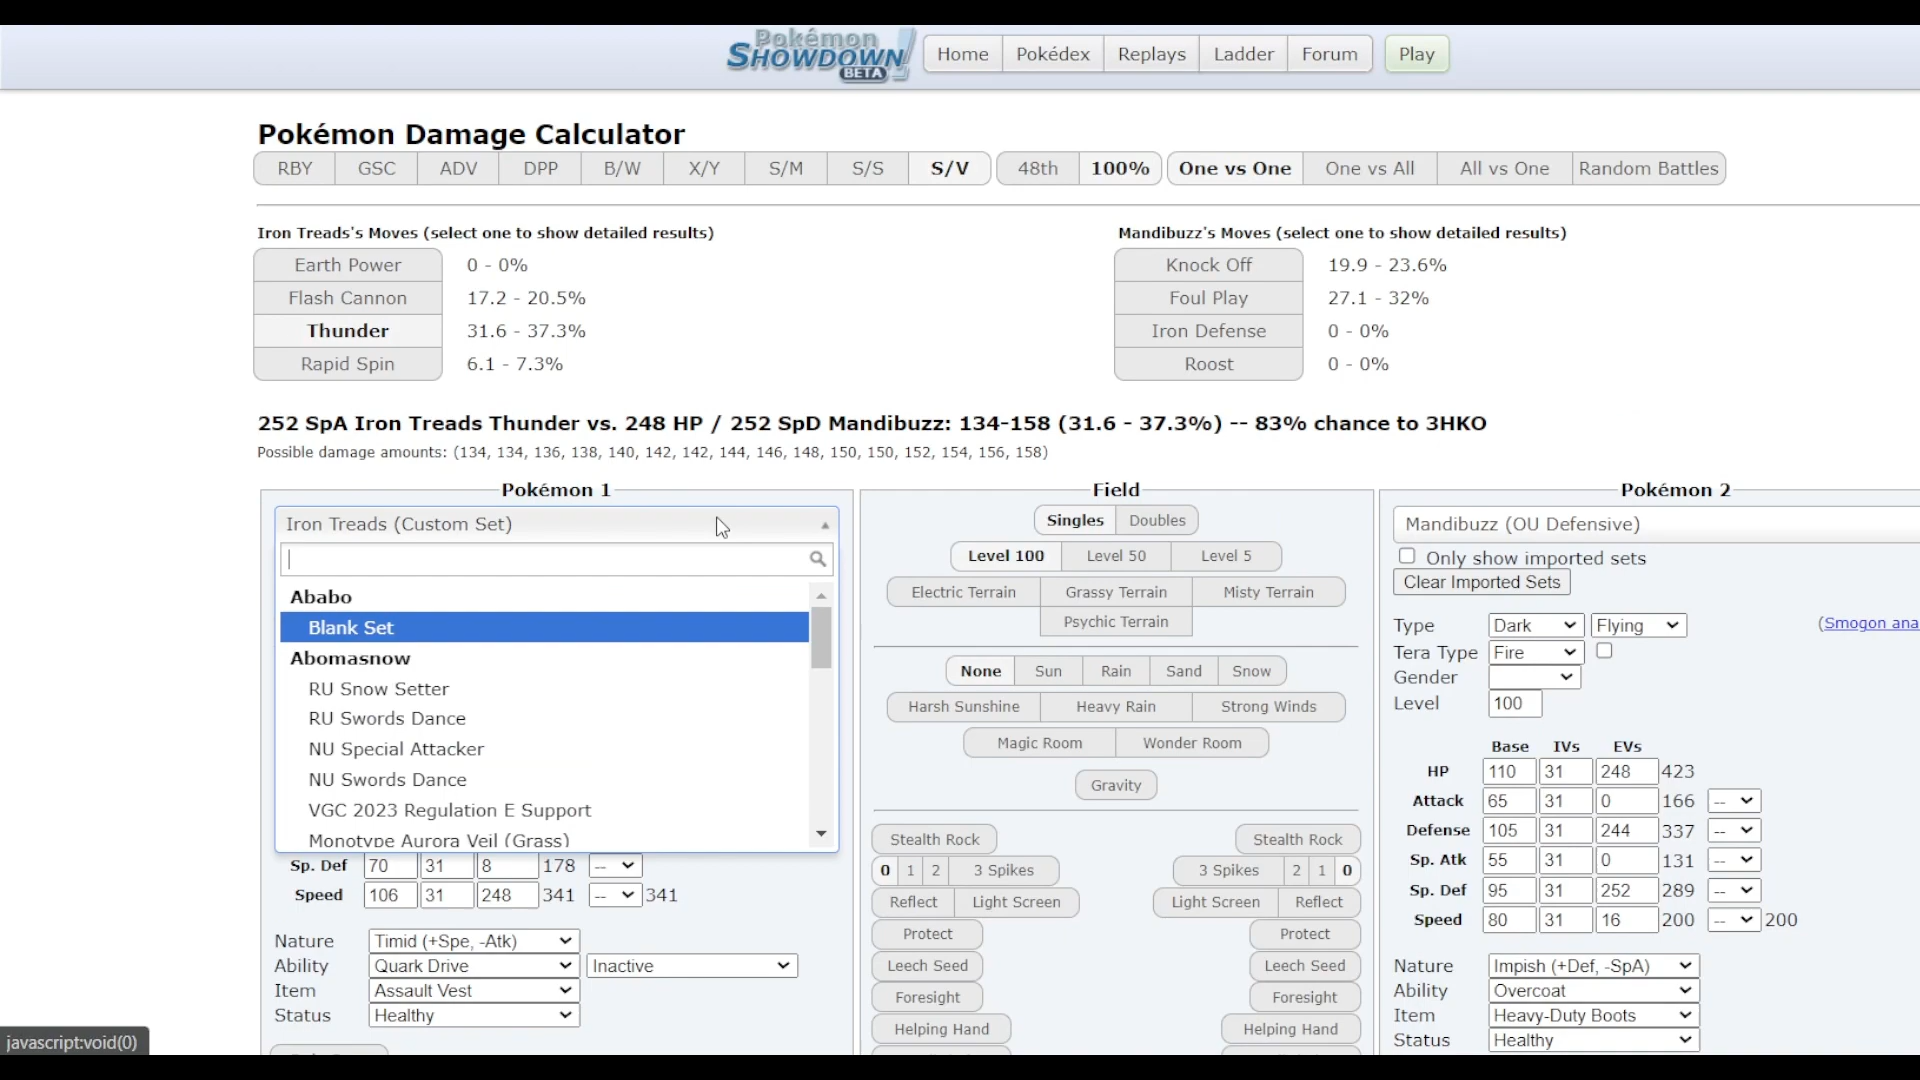 Pokémon SHOWDOWN! BETA
Home Pokédex Replays Ladder Forum Play
Pokémon Damage Calculator
RBY GSC ADV DPP B/W X/Y S/M S/S S/V 48th 100% One vs One One vs All All vs One Random Battles
Iron Treads's Moves (select one to show detailed results)
Earth Power 0 - 0%
Flash Cannon 17.2 - 20.5%
Thunder 31.6 - 37.3%
Rapid Spin 6.1 - 7.3%
Mandibuzz's Moves (select one to show detailed results)
Knock Off 19.9 - 23.6%
Foul Play 27.1 - 32%
Iron Defense 0 - 0%
Roost 0 - 0%
252 SpA Iron Treads Thunder vs. 248 HP / 252 SpD Mandibuzz: 134-158 (31.6 - 37.3%) -- 83% chance to 3HKO
Possible damage amounts: (134, 134, 136, 138, 140, 142, 142, 144, 146, 148, 150, 150, 152, 154, 156, 158)
Pokémon 1
Iron Treads (Custom Set)
Ababo
Blank Set
Abomasnow
RU Snow Setter
RU Swords Dance
NU Special Attacker
NU Swords Dance
VGC 2023 Regulation E Support
Monotype Aurora Veil (Grass)
Sp. Def 70 31 8 178 --
Speed 106 31 248 341 -- 341
Nature Timid (+Spe, -Atk)
Ability Quark Drive Inactive
Item Assault Vest
Status Healthy
Field
Singles Doubles
Level 100 Level 50 Level 5
Electric Terrain Grassy Terrain Misty Terrain
Psychic Terrain
None Sun Rain Sand Snow
Harsh Sunshine Heavy Rain Strong Winds
Magic Room Wonder Room
Gravity
Stealth Rock Stealth Rock
0 1 2 3 Spikes 3 Spikes 2 1 0
Reflect Light Screen Light Screen Reflect
Protect Protect
Leech Seed Leech Seed
Foresight Foresight
Helping Hand Helping Hand
Pokémon 2
Mandibuzz (OU Defensive)
Only show imported sets
Clear Imported Sets
Type Dark Flying (Smogon ana
Tera Type Fire
Gender
Level 100
Base IVs EVs
HP 110 31 248 423
Attack 65 31 0 166 --
Defense 105 31 244 337 --
Sp. Atk 55 31 0 131 --
Sp. Def 95 31 252 289 --
Speed 80 31 16 200 -- 200
Nature Impish (+Def, -SpA)
Ability Overcoat
Item Heavy-Duty Boots
Status Healthy
javascript:void(0)